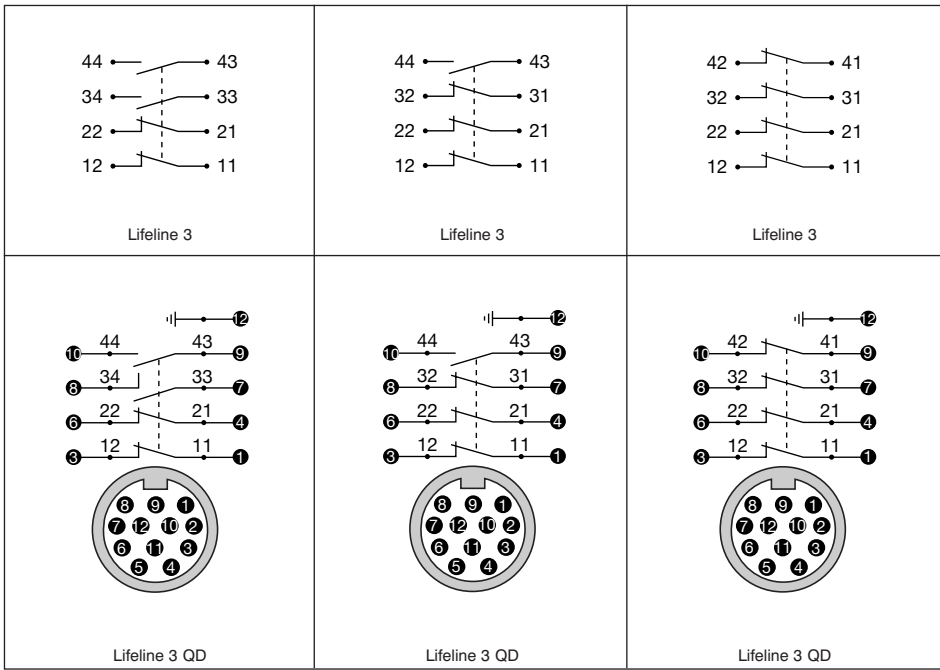 44 43
34 33
22 21
12 11
Lifeline 3
44 43
32 31
22 21
12 11
Lifeline 3
42 41
32 31
22 21
12 11
Lifeline 3
12
10 44 43 9
8 34 33 7
6 22 21 4
3 12 11 1
8 9 1
7 12 10 2
6 11 3
5 4
Lifeline 3 QD
12
10 44 43 9
8 32 31 7
6 22 21 4
3 12 11 1
8 9 1
7 12 10 2
6 11 3
5 4
Lifeline 3 QD
12
10 42 41 9
8 32 31 7
6 22 21 4
3 12 11 1
8 9 1
7 12 10 2
6 11 3
5 4
Lifeline 3 QD